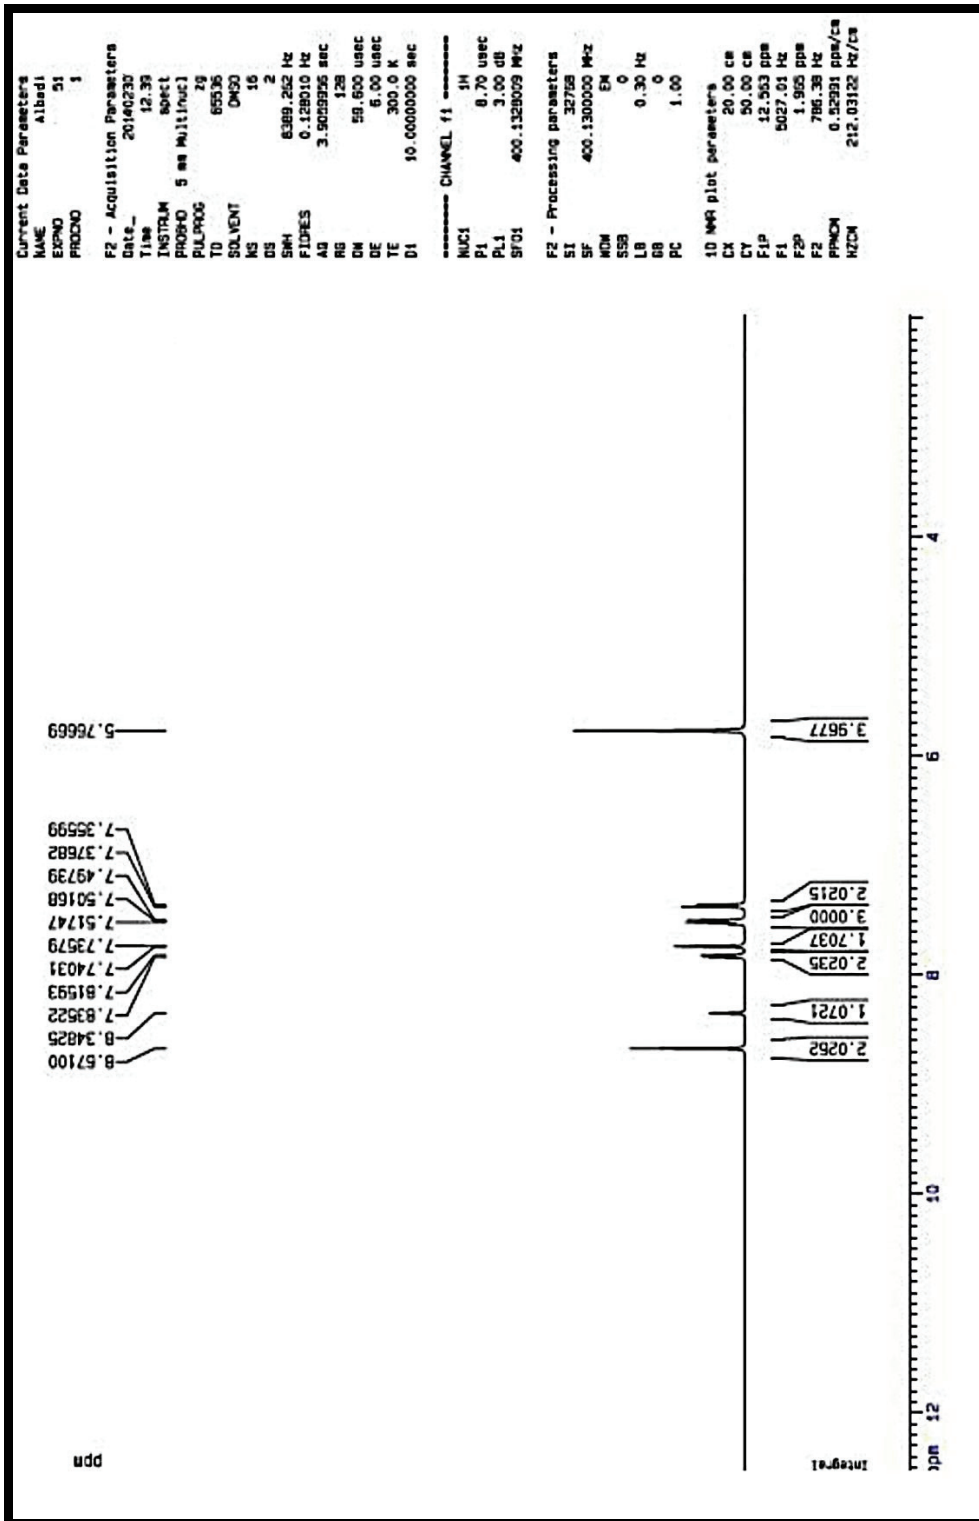 Current Data Parameters
NAME Albadi
EXPNO 51
PROCNO 1
F2 - Acquisition Parameters
Date_ 20140230
Time 12.39
INSTRUM spect
PROBHD 5 mm Multinucl
PULPROG zg
TD 65536
SOLVENT DMSO
NS 16
DS 2
SWH 8389.262 Hz
FIDRES 0.128010 Hz
AQ 3.9059956 sec
RG 128
DW 59.600 usec
DE 6.00 usec
TE 300.0 K
D1 10.00000000 sec
======== CHANNEL f1 ========
NUC1 1H
P1 8.70 usec
PL1 3.00 dB
SFO1 400.1328009 MHz
F2 - Processing parameters
SI 32768
SF 400.1300000 MHz
WDW EM
SSB 0
LB 0.30 Hz
GB 0
PC 1.00
1D NMR plot parameters
CX 20.00 cm
CY 50.00 cm
F1P 12.563 ppm
F1 5027.01 Hz
F2P 1.965 ppm
F2 786.38 Hz
PPMCM 0.52991 ppm/cm
HZCM 212.03122 Hz/cm
ppm
8.67100
8.34825
7.83522
7.81593
7.74031
7.73579
7.51747
7.50168
7.49739
7.37682
7.35599
5.76669
Integral
2.0262
1.0721
2.0235
1.7037
3.0000
2.0215
3.9677
ppm 12 10 8 6 4